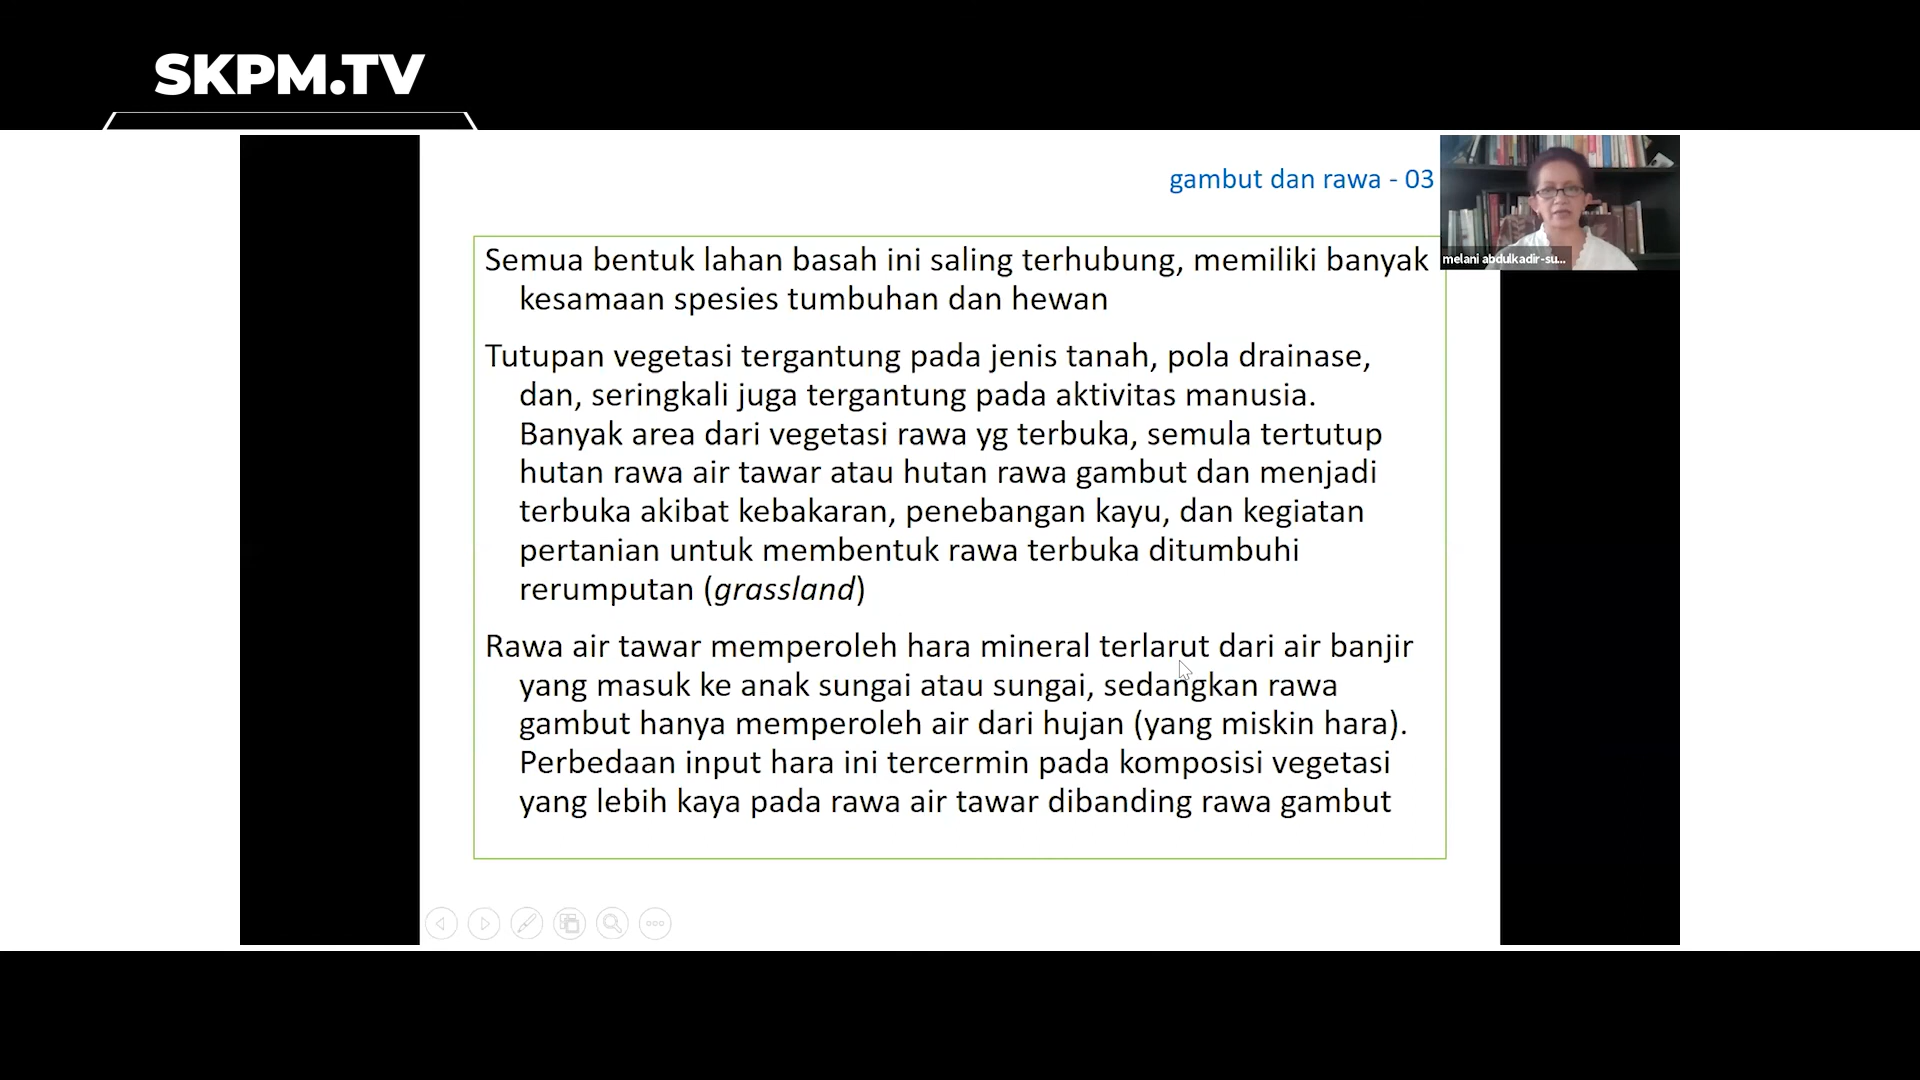 SKPM.TV
gambut dan rawa - 03
melani abdulkadir-su...
Semua bentuk lahan basah ini saling terhubung, memiliki banyak
kesamaan spesies tumbuhan dan hewan
Tutupan vegetasi tergantung pada jenis tanah, pola drainase,
dan, seringkali juga tergantung pada aktivitas manusia.
Banyak area dari vegetasi rawa yg terbuka, semula tertutup
hutan rawa air tawar atau hutan rawa gambut dan menjadi
terbuka akibat kebakaran, penebangan kayu, dan kegiatan
pertanian untuk membentuk rawa terbuka ditumbuhi
rerumputan (grassland)
Rawa air tawar memperoleh hara mineral terlarut dari air banjir
yang masuk ke anak sungai atau sungai, sedangkan rawa
gambut hanya memperoleh air dari hujan (yang miskin hara).
Perbedaan input hara ini tercermin pada komposisi vegetasi
yang lebih kaya pada rawa air tawar dibanding rawa gambut